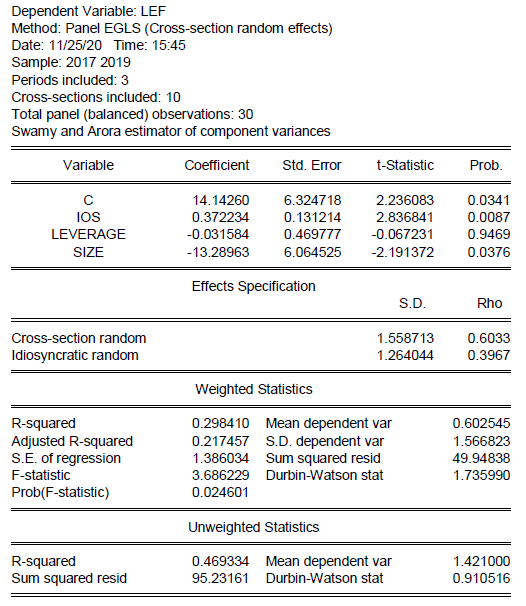 Dependent Variable: LEF
Method: Panel EGLS (Cross-section random effects)
Date: 11/25/20 Time: 15:45
Sample: 2017 2019
Periods included: 3
Cross-sections included: 10
Total panel (balanced) observations: 30
Swamy and Arora estimator of component variances
Variable Coefficient Std. Error t-Statistic Prob.
C 14.14260 6.324718 2.236083 0.0341
IOS 0.372234 0.131214 2.836841 0.0087
LEVERAGE -0.031584 0.469777 -0.067231 0.9469
SIZE -13.28963 6.064525 -2.191372 0.0376
Effects Specification
S.D. Rho
Cross-section random 1.558713 0.6033
Idiosyncratic random 1.264044 0.3967
Weighted Statistics
R-squared 0.298410 Mean dependent var 0.602545
Adjusted R-squared 0.217457 S.D. dependent var 1.566823
S.E. of regression 1.386034 Sum squared resid 49.94838
F-statistic 3.686229 Durbin-Watson stat 1.735990
Prob(F-statistic) 0.024601
Unweighted Statistics
R-squared 0.469334 Mean dependent var 1.421000
Sum squared resid 95.23161 Durbin-Watson stat 0.910516